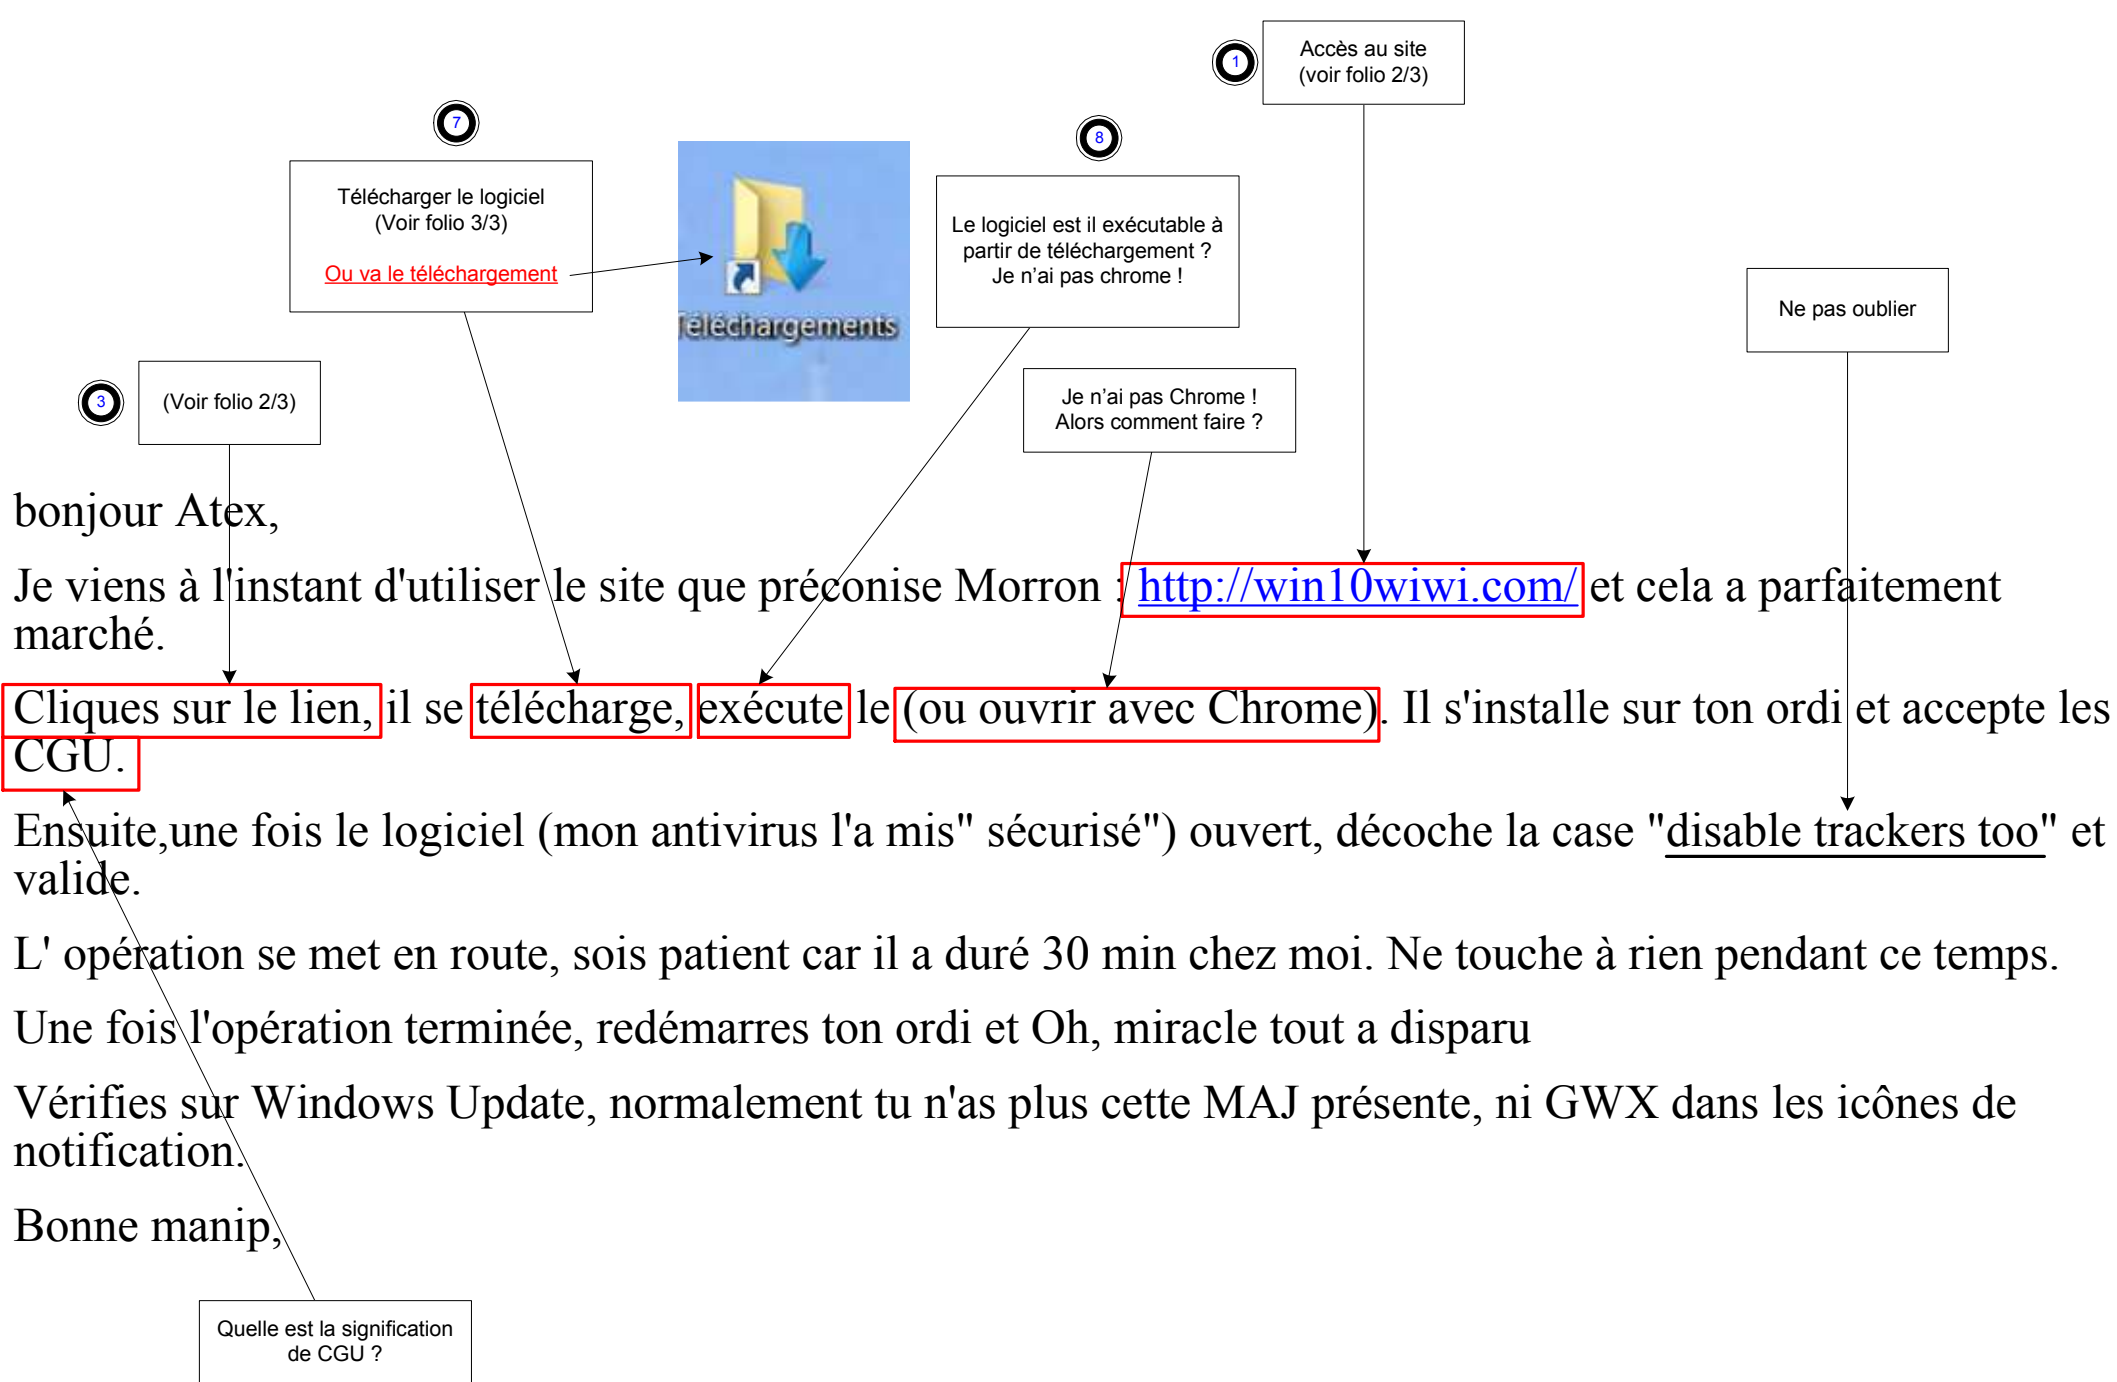 1
Accès au site
(voir folio 2/3)
7
8
Télécharger le logiciel
(Voir folio 3/3)
Ou va le téléchargement
Téléchargements
Le logiciel est il exécutable à
partir de téléchargement ?
Je n'ai pas chrome !
Ne pas oublier
3
(Voir folio 2/3)
Je n'ai pas Chrome !
Alors comment faire ?
bonjour Atex,
Je viens à l'instant d'utiliser le site que préconise Morron : http://win10wiwi.com/ et cela a parfaitement
marché.
Cliques sur le lien, il se télécharge, exécute le (ou ouvrir avec Chrome). Il s'installe sur ton ordi et accepte les
CGU.
Ensuite,une fois le logiciel (mon antivirus l'a mis" sécurisé") ouvert, décoche la case "disable trackers too" et
valide.
L' opération se met en route, sois patient car il a duré 30 min chez moi. Ne touche à rien pendant ce temps.
Une fois l'opération terminée, redémarres ton ordi et Oh, miracle tout a disparu
Vérifies sur Windows Update, normalement tu n'as plus cette MAJ présente, ni GWX dans les icônes de
notification.
Bonne manip,
Quelle est la signification
de CGU ?